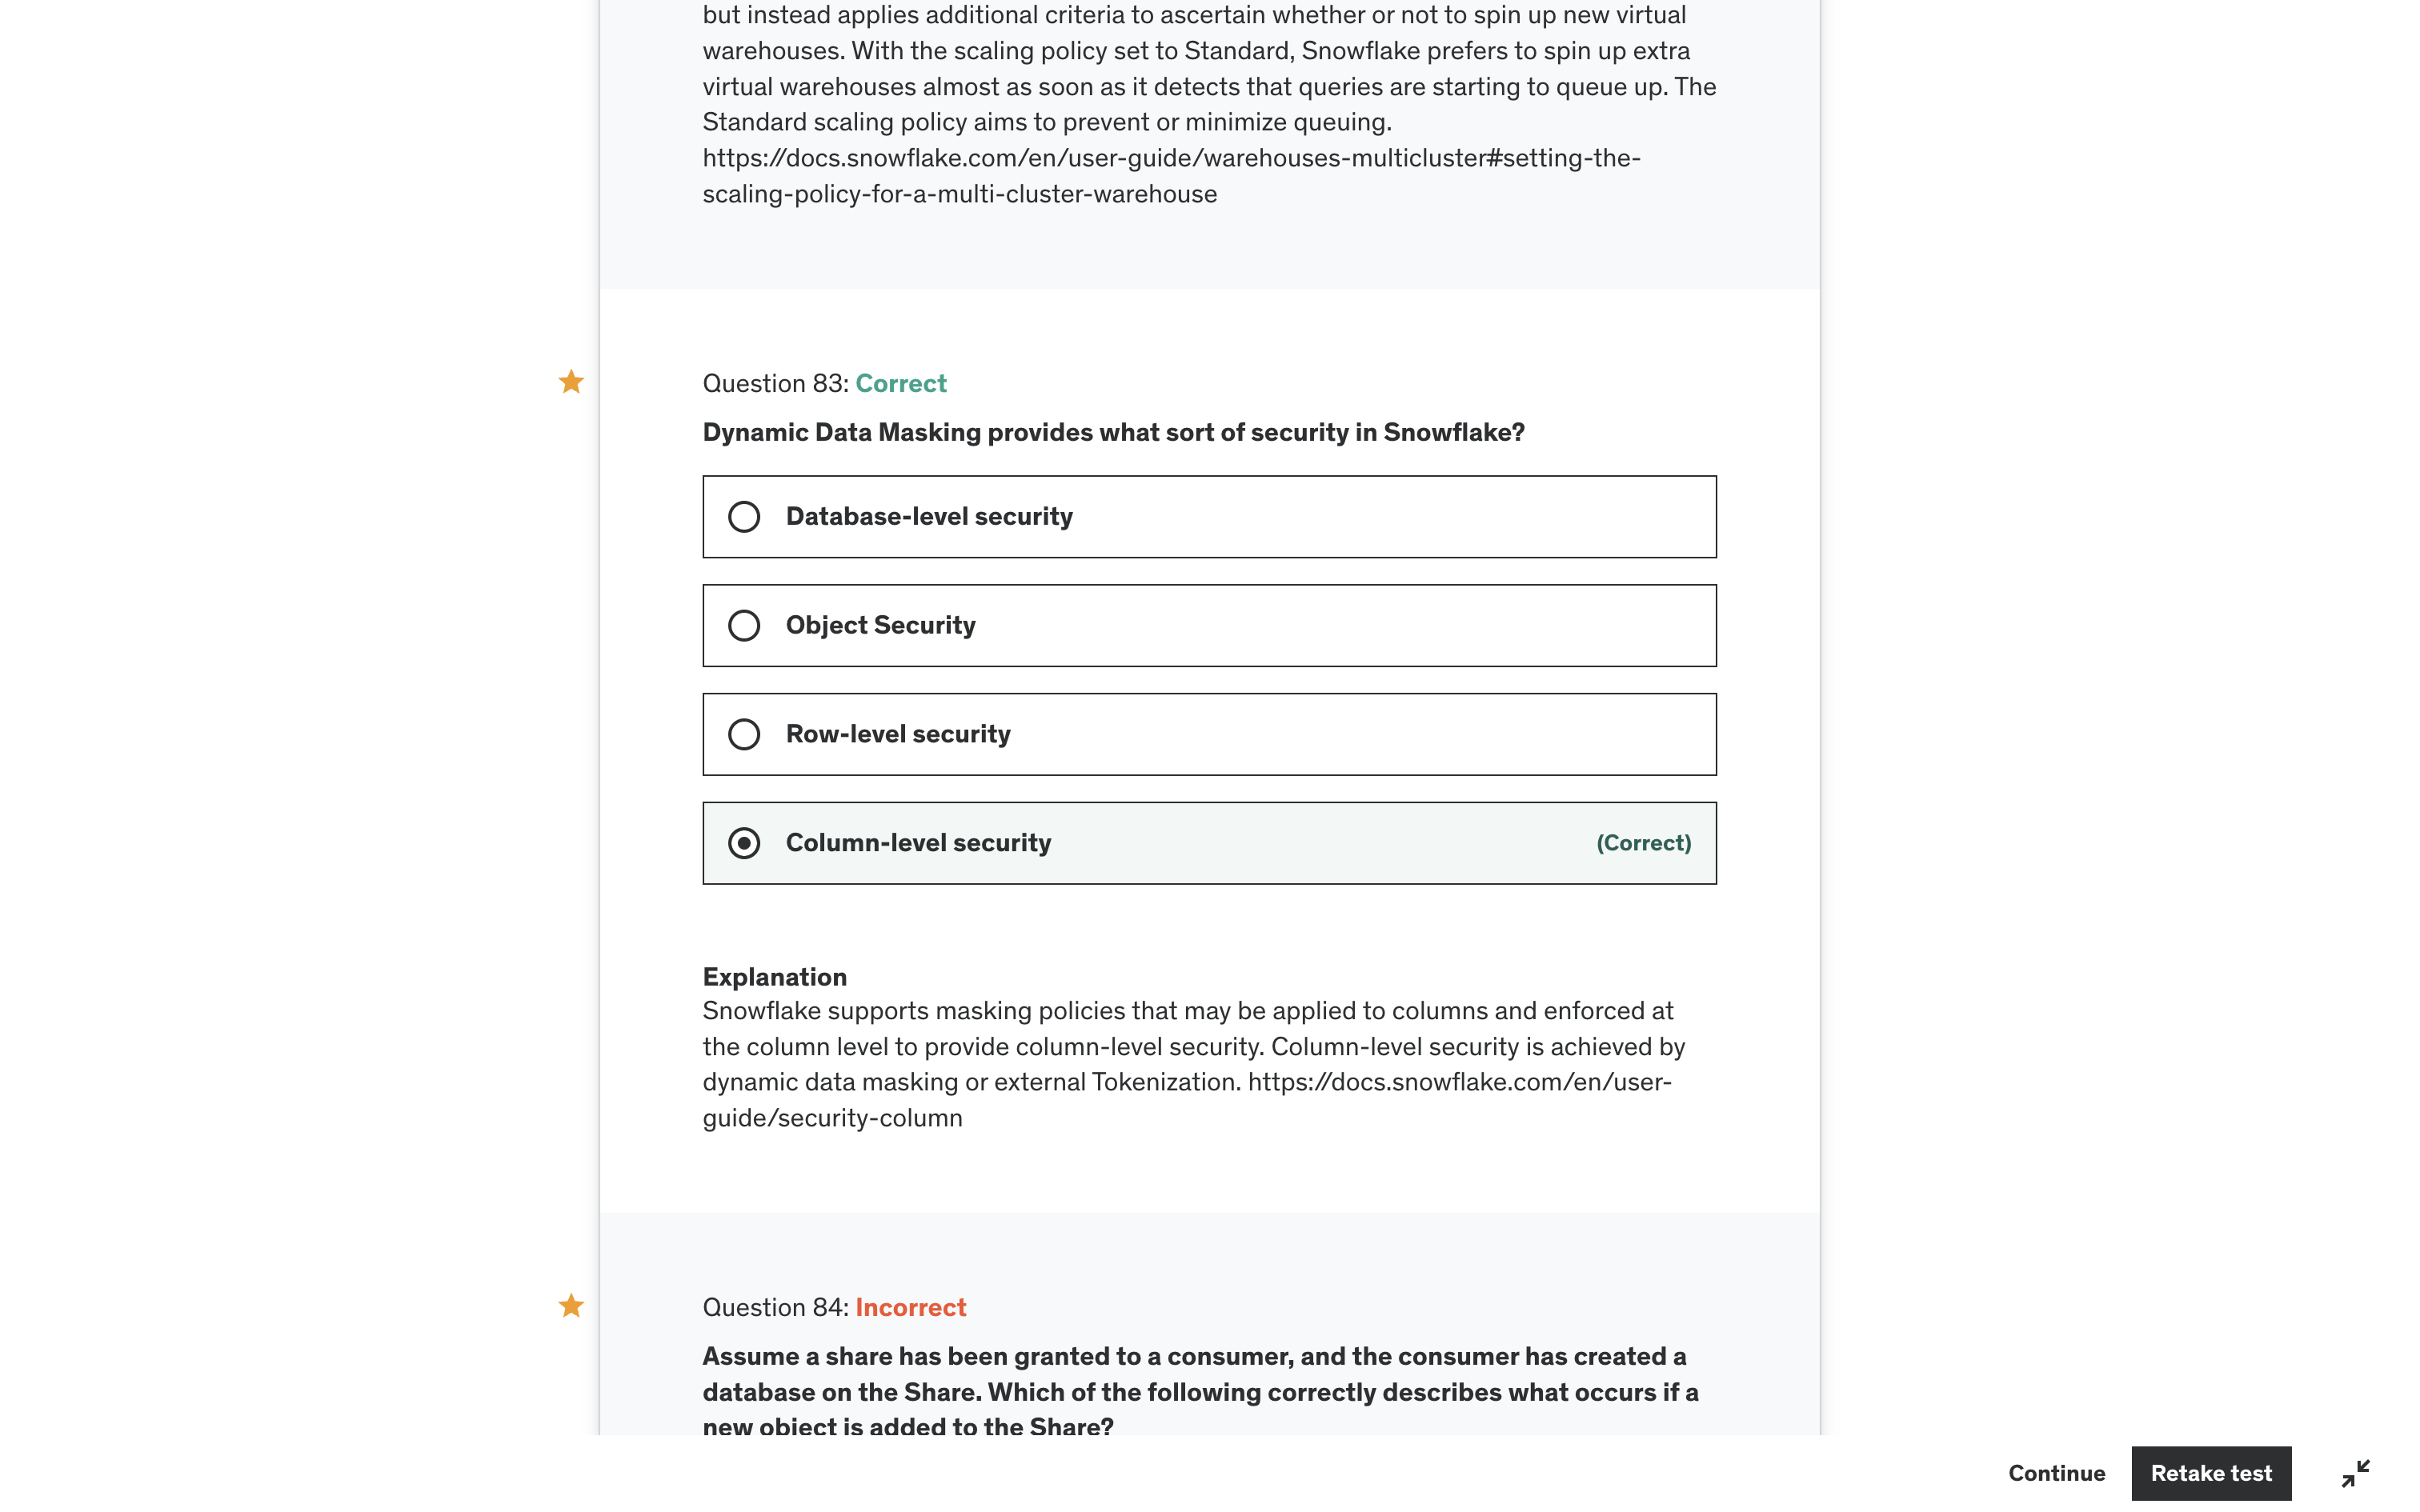 but instead applies additional criteria to ascertain whether or not to spin up new virtual
warehouses. With the scaling policy set to Standard, Snowflake prefers to spin up extra
virtual warehouses almost as soon as it detects that queries are starting to queue up. The
Standard scaling policy aims to prevent or minimize queuing.
https://docs.snowflake.com/en/user-guide/warehouses-multicluster#setting-the-
scaling-policy-for-a-multi-cluster-warehouse
Question 83: Correct
Dynamic Data Masking provides what sort of security in Snowflake?
Database-level security
Object Security
Row-level security
Column-level security (Correct)
Explanation
Snowflake supports masking policies that may be applied to columns and enforced at
the column level to provide column-level security. Column-level security is achieved by
dynamic data masking or external Tokenization. https://docs.snowflake.com/en/user-
guide/security-column
Question 84: Incorrect
Assume a share has been granted to a consumer, and the consumer has created a
database on the Share. Which of the following correctly describes what occurs if a
new object is added to the Share?
Continue
Retake test